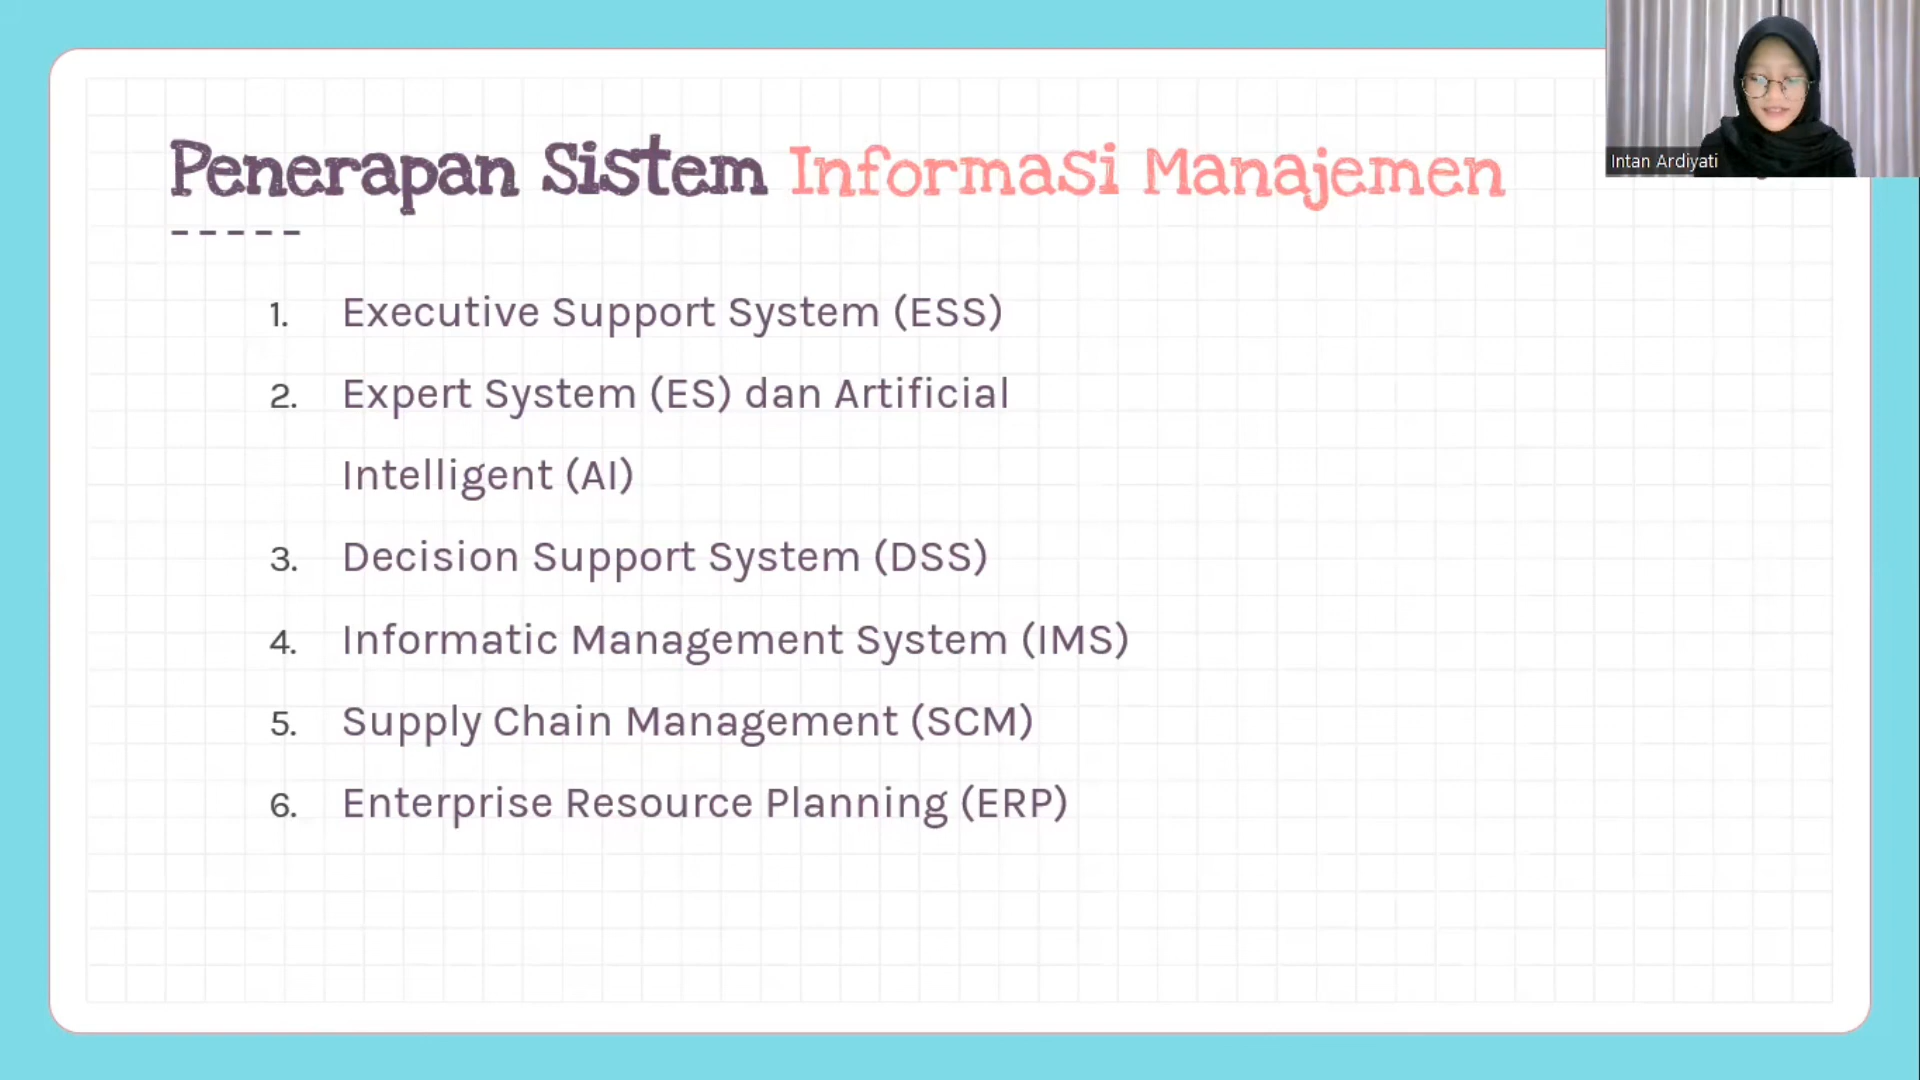 Penerapan Sistem Informasi Manajemen
-----
1. Executive Support System (ESS)
2. Expert System (ES) dan Artificial
Intelligent (AI)
3. Decision Support System (DSS)
4. Informatic Management System (IMS)
5. Supply Chain Management (SCM)
6. Enterprise Resource Planning (ERP)
Intan Ardiyati